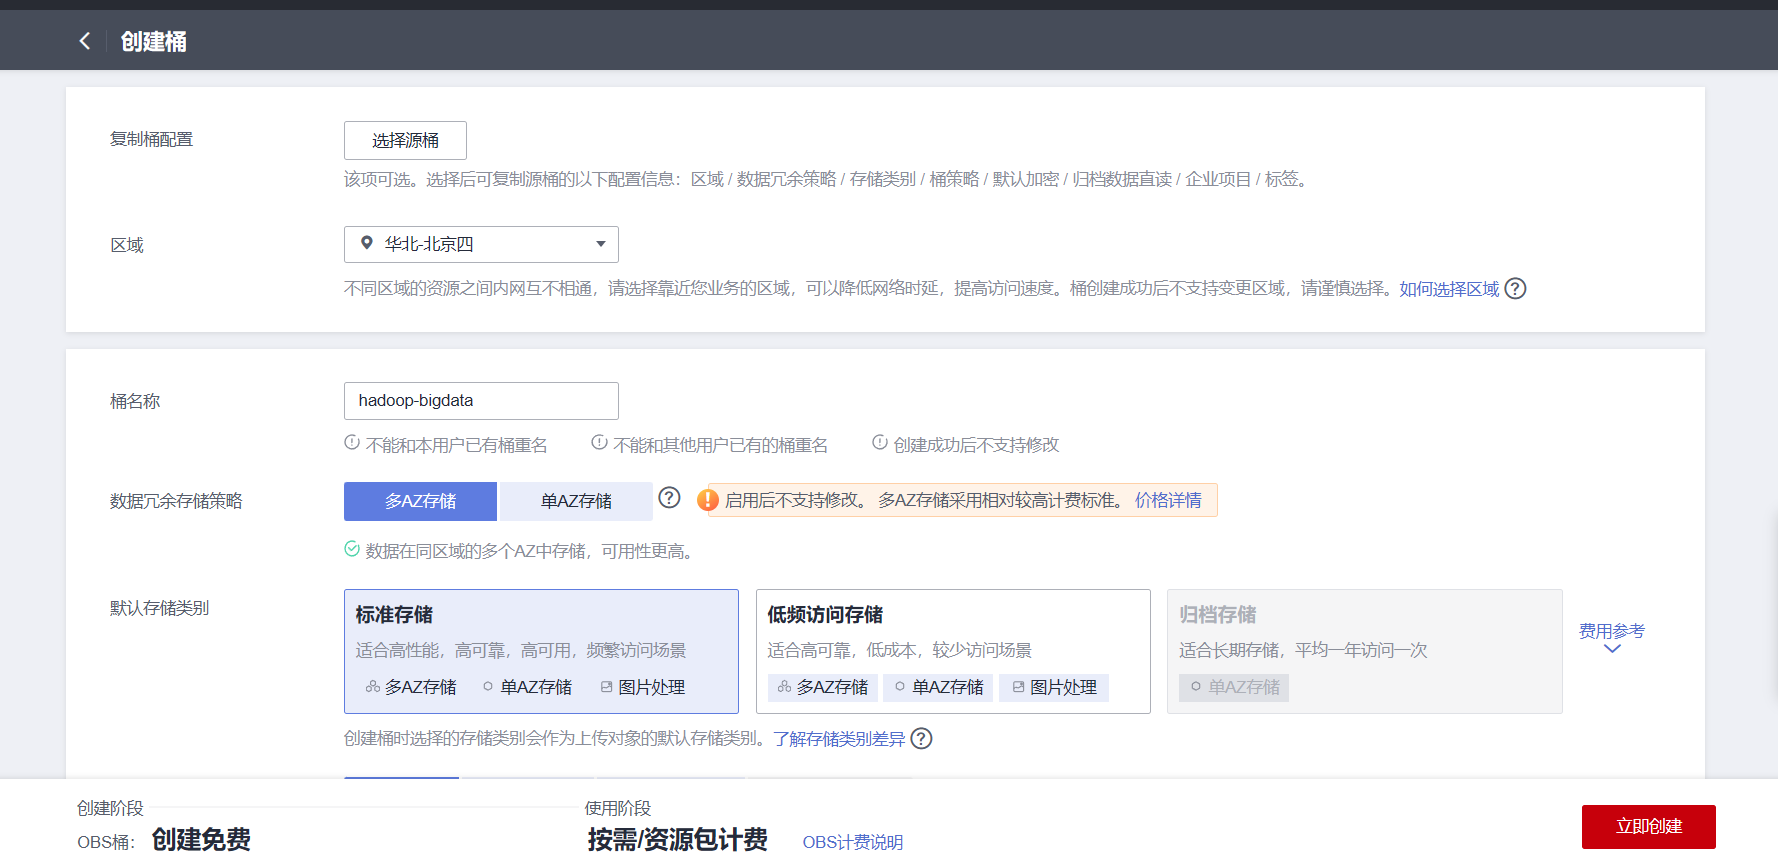 创建桶
复制桶配置
选择源桶
该项可选。选择后可复制源桶的以下配置信息：区域 / 数据冗余策略 / 存储类别 / 桶策略 / 默认加密 / 归档数据直读 / 企业项目 / 标签。
区域
华北-北京四
不同区域的资源之间内网互不相通，请选择靠近您业务的区域，可以降低网络时延，提高访问速度。桶创建成功后不支持变更区域，请谨慎选择。如何选择区域 ?
桶名称
hadoop-bigdata
不能和本用户已有桶重名 不能和其他用户已有的桶重名 创建成功后不支持修改
数据冗余存储策略
多AZ存储 单AZ存储 ? ! 启用后不支持修改。 多AZ存储采用相对较高计费标准。 价格详情
数据在同区域的多个AZ中存储，可用性更高。
默认存储类别
标准存储
适合高性能，高可靠，高可用，频繁访问场景
多AZ存储 单AZ存储 图片处理
低频访问存储
适合高可靠，低成本，较少访问场景
多AZ存储 单AZ存储 图片处理
归档存储
适合长期存储，平均一年访问一次
单AZ存储
费用参考
创建桶时选择的存储类别会作为上传对象的默认存储类别。了解存储类别差异 ?
创建阶段
OBS桶： 创建免费
使用阶段
按需/资源包计费 OBS计费说明
立即创建